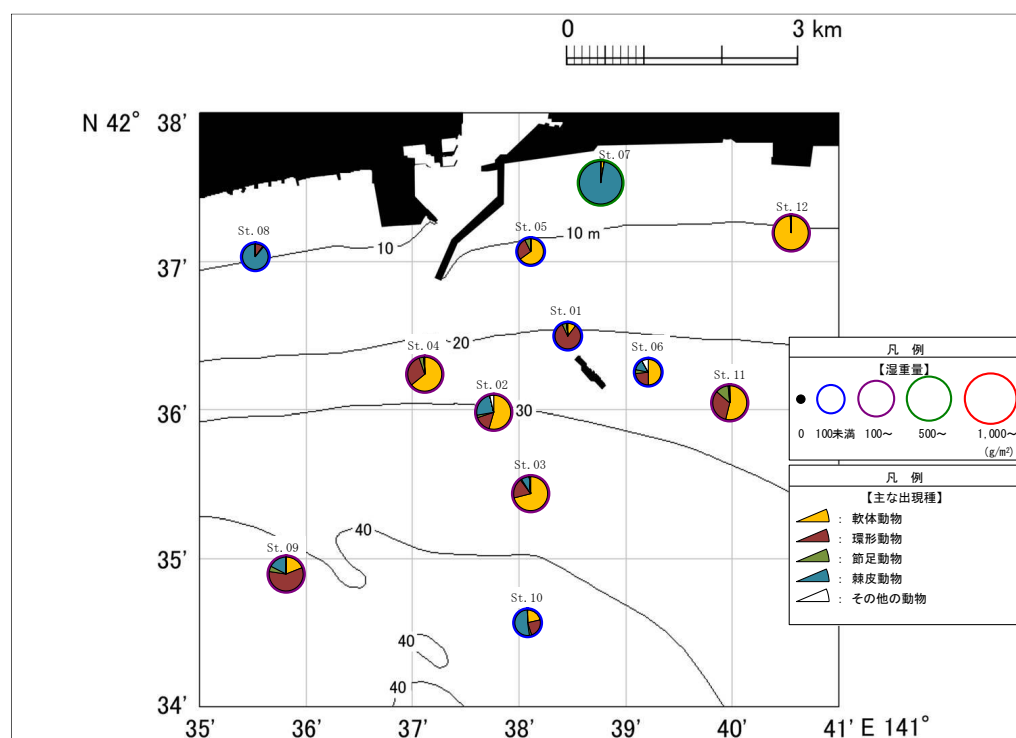 0 3 km
N 42° 38'
St.07
St.12
St.05
10 m
St.08
10
37'
St.01
20
St.04
St.06
St.11
St.02
36'
30
St.03
40
St.09
35'
St.10
40
40
34'
35' 36' 37' 38' 39' 40' 41' E 141°
凡 例
【湿重量】
0 100未満 100～ 500～ 1,000～
(g/m²)
凡 例
【主な出現種】
： 軟体動物
： 環形動物
： 節足動物
： 棘皮動物
： その他の動物